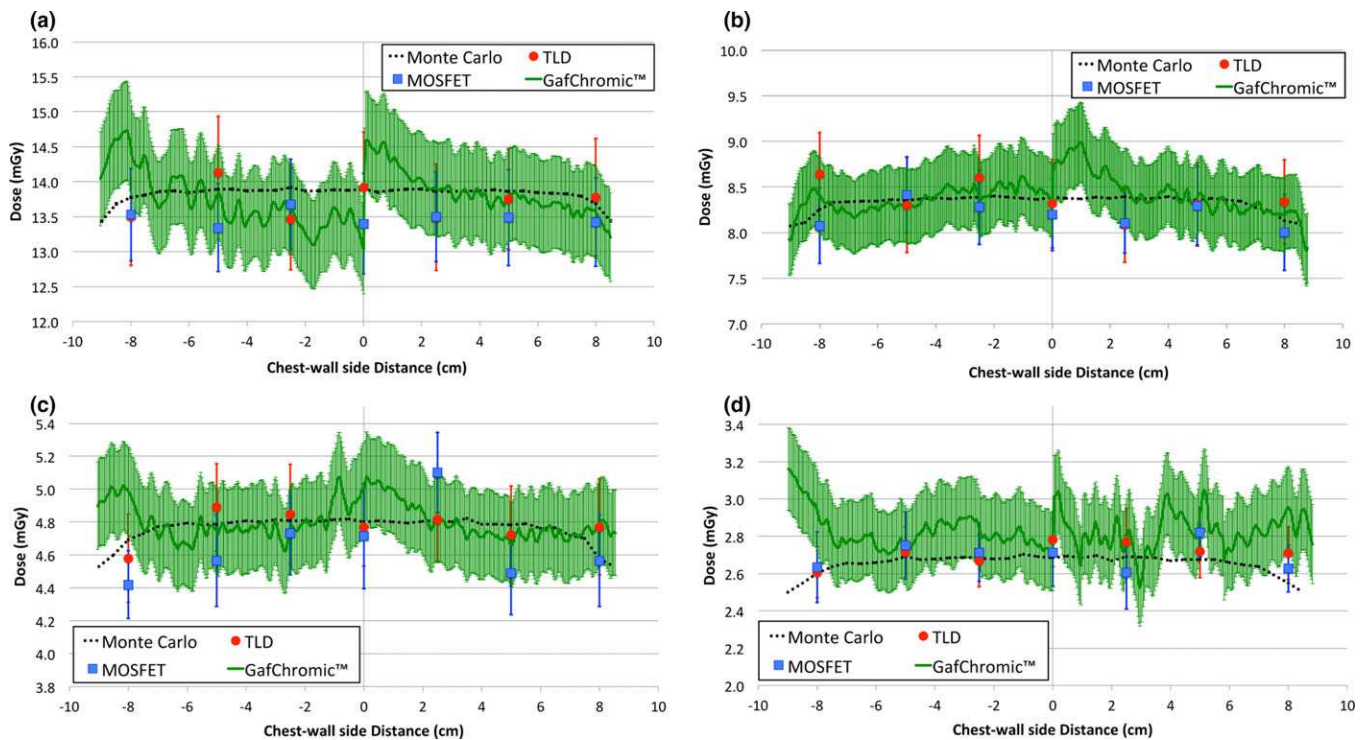 (a)
16.0
15.5
15.0
14.5
14.0
13.5
13.0
12.5
12.0
Dose (mGy)
Monte Carlo TLD
MOSFET GafChromic™
-10 -8 -6 -4 -2 0 2 4 6 8 10
Chest-wall side Distance (cm)
(b)
10.0
9.5
9.0
8.5
8.0
7.5
7.0
Dose (mGy)
Monte Carlo TLD
MOSFET GafChromic™
-10 -8 -6 -4 -2 0 2 4 6 8 10
Chest-wall side Distance (cm)
(c)
5.4
5.2
5.0
4.8
4.6
4.4
4.2
4.0
3.8
Dose (mGy)
Monte Carlo TLD
MOSFET GafChromic™
-10 -8 -6 -4 -2 0 2 4 6 8 10
Chest-wall side Distance (cm)
(d)
3.6
3.4
3.2
3.0
2.8
2.6
2.4
2.2
2.0
Dose (mGy)
Monte Carlo TLD
MOSFET GafChromic™
-10 -8 -6 -4 -2 0 2 4 6 8 10
Chest-wall side Distance (cm)